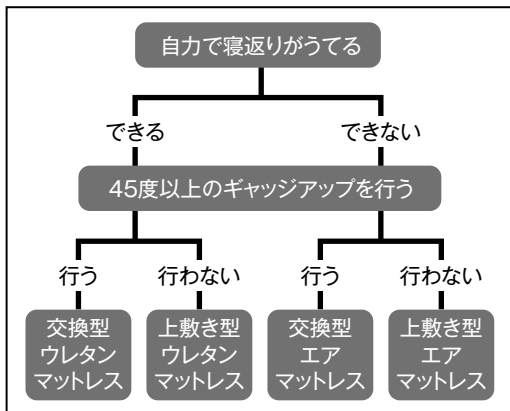 自力で寝返りがうてる
できる
できない
45度以上のギャッジアップを行う
行う
行わない
行う
行わない
交換型
ウレタン
マットレス
上敷き型
ウレタン
マットレス
交換型
エア
マットレス
上敷き型
エア
マットレス